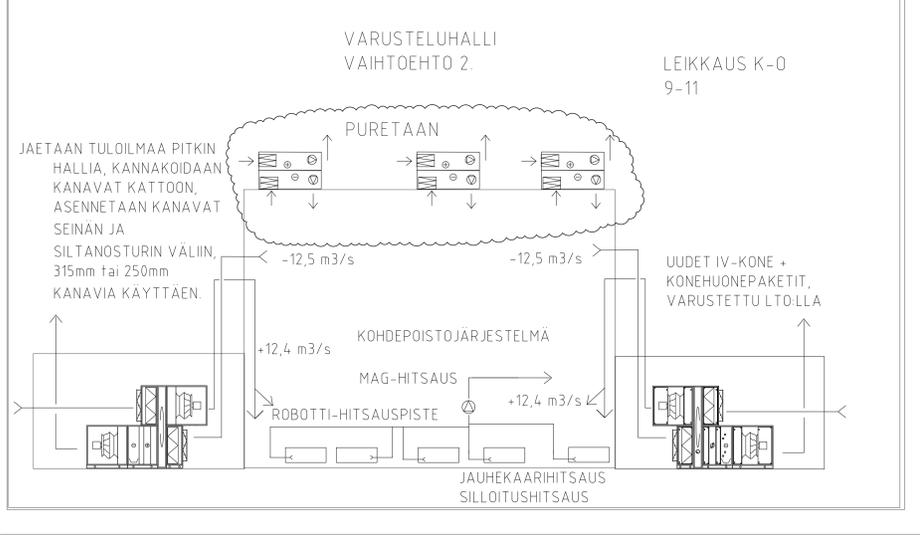 VARUSTELUHALLI
VAIHTOEHTO 2.
LEIKKAUS K-O
9-11
PURETAAN
JAETAAN TULOILMAA PITKIN
HALLIA, KANNAKOIDAAN
KANAVAT KATTOON,
ASENNETAAN KANAVAT
SEINÄN JA
SILTANOSTURIN VÄLIIN,
315mm tai 250mm
KANAVIA KÄYTTÄEN.
-12,5 m3/s
-12,5 m3/s
UUDET IV-KONE +
KONEHUONEPAKETIT,
VARUSTETTU LTO:LLA
KOHDEPOISTOJÄRJESTELMÄ
+12,4 m3/s
MAG-HITSAUS
+12,4 m3/s
ROBOTTI-HITSAUSPISTE
JAUHEKAARIHITSAUS
SILLOITUSHITSAUS